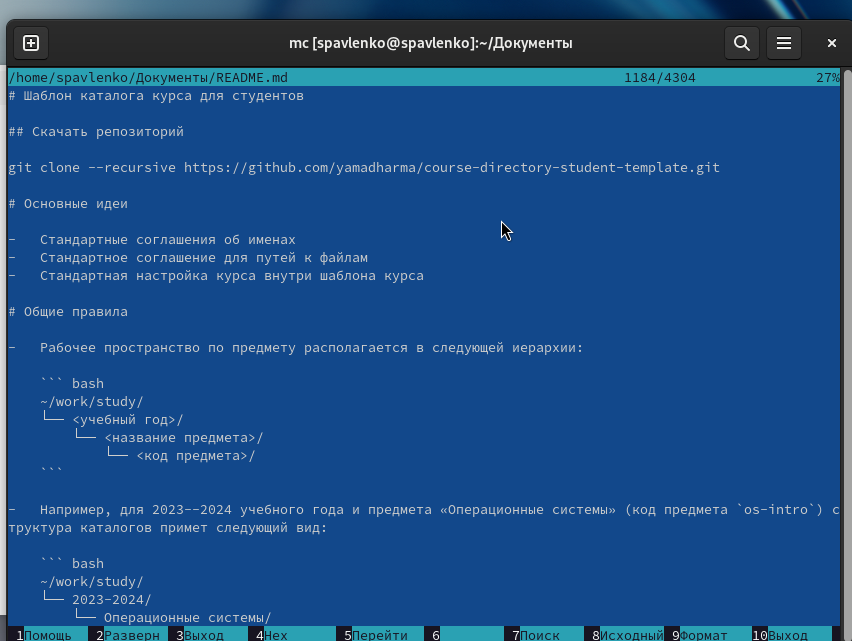 mc [spavlenko@spavlenko]:~/Документы
/home/spavlenko/Документы/README.md 1184/4304 27%
# Шаблон каталога курса для студентов
## Скачать репозиторий
git clone --recursive https://github.com/yamadharma/course-directory-student-template.git
# Основные идеи
-   Стандартные соглашения об именах
-   Стандартное соглашение для путей к файлам
-   Стандартная настройка курса внутри шаблона курса
# Общие правила
-   Рабочее пространство по предмету располагается в следующей иерархии:
    ``` bash
    ~/work/study/
    └── <учебный год>/
        └── <название предмета>/
            └── <код предмета>/
    ```
-   Например, для 2023--2024 учебного года и предмета «Операционные системы» (код предмета `os-intro`) с
труктура каталогов примет следующий вид:
    ``` bash
    ~/work/study/
    └── 2023-2024/
        └── Операционные системы/
1Помощь 2Разверн 3Выход 4Hex 5Перейти 6 7Поиск 8Исходный 9Формат 10Выход